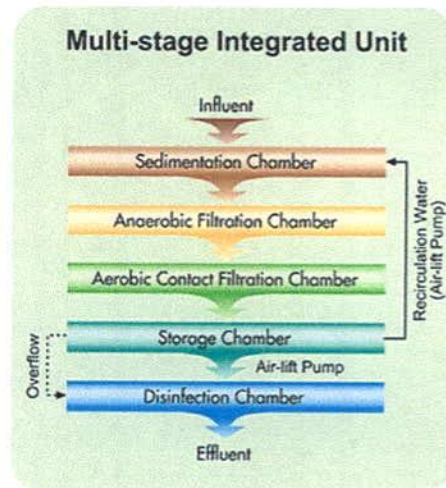 Multi-stage Integrated Unit
Influent
Sedimentation Chamber
Anaerobic Filtration Chamber
Aerobic Contact Filtration Chamber
Storage Chamber
Air-lift Pump
Disinfection Chamber
Effluent
Overflow
Recirculation Water
(Air-lift Pump)